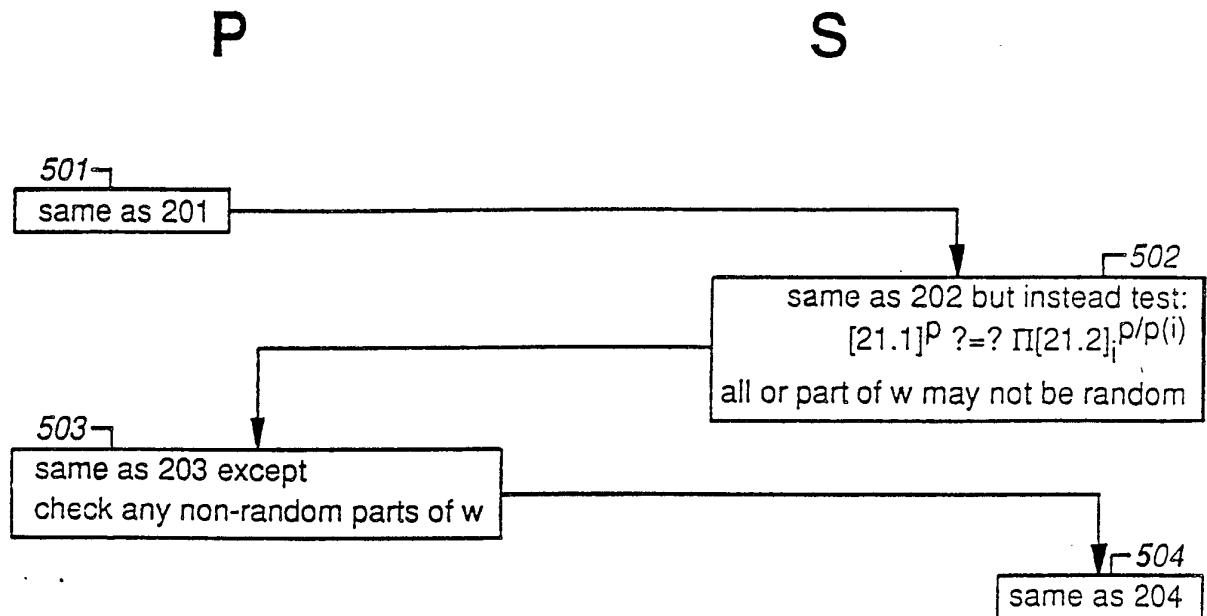 P S
501
same as 201
502
same as 202 but instead test:
[21.1]^p ?=? Π[21.2]_i^p/p(i)
all or part of w may not be random
503
same as 203 except
check any non-random parts of w
504
same as 204